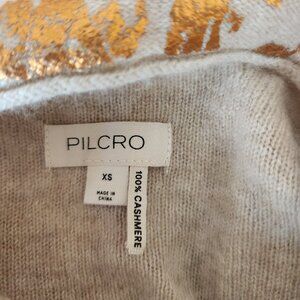 PILCRO
XS
MADE IN
CHINA
100% CASHMERE